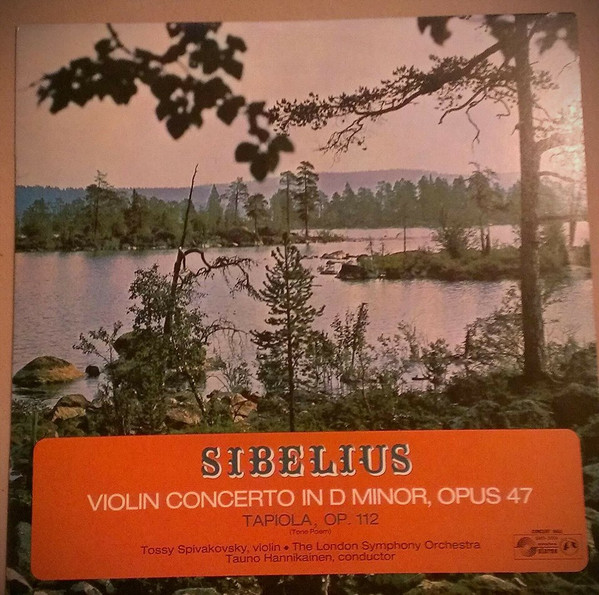 SIBELIUS
VIOLIN CONCERTO IN D MINOR, OPUS 47
TAPIOLA, OP. 112
(Tone Poem)
Tossy Spivakovsky, violin • The London Symphony Orchestra
Tauno Hannikainen, conductor